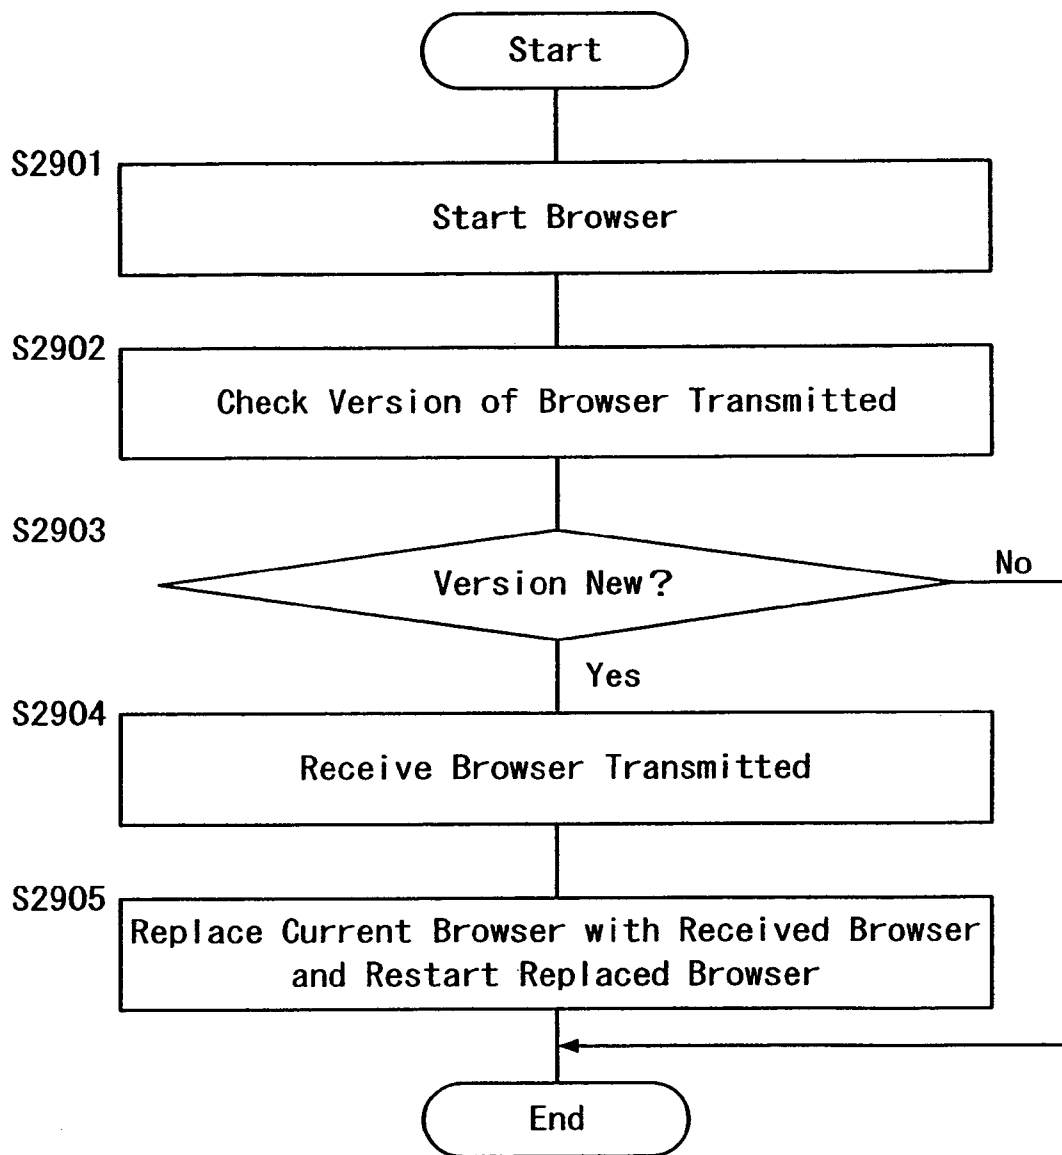 Start
S2901
Start Browser
S2902
Check Version of Browser Transmitted
S2903
Version New?
No
Yes
S2904
Receive Browser Transmitted
S2905
Replace Current Browser with Received Browser
and Restart Replaced Browser
End